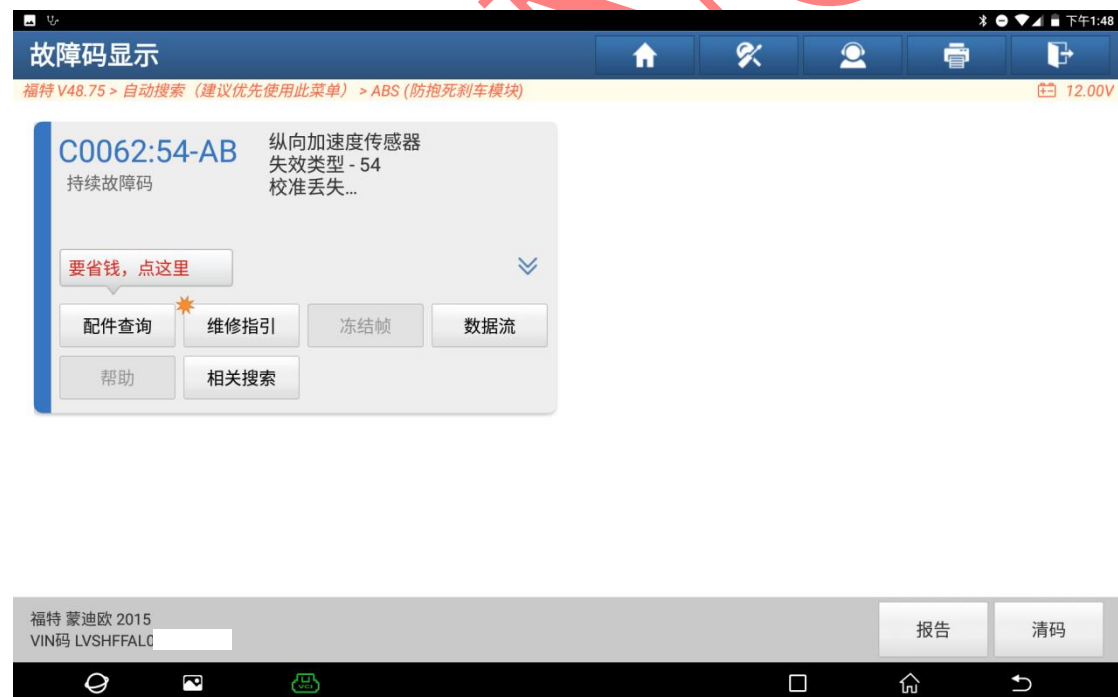 下午1:48
故障码显示
福特 V48.75 > 自动搜索（建议优先使用此菜单）> ABS (防抱死刹车模块)
12.00V
C0062:54-AB
持续故障码
纵向加速度传感器
失效类型 - 54
校准丢失...
要省钱，点这里
配件查询
维修指引
冻结帧
数据流
帮助
相关搜索
福特 蒙迪欧 2015
VIN码 LVSHFFAL0
报告
清码
VCI